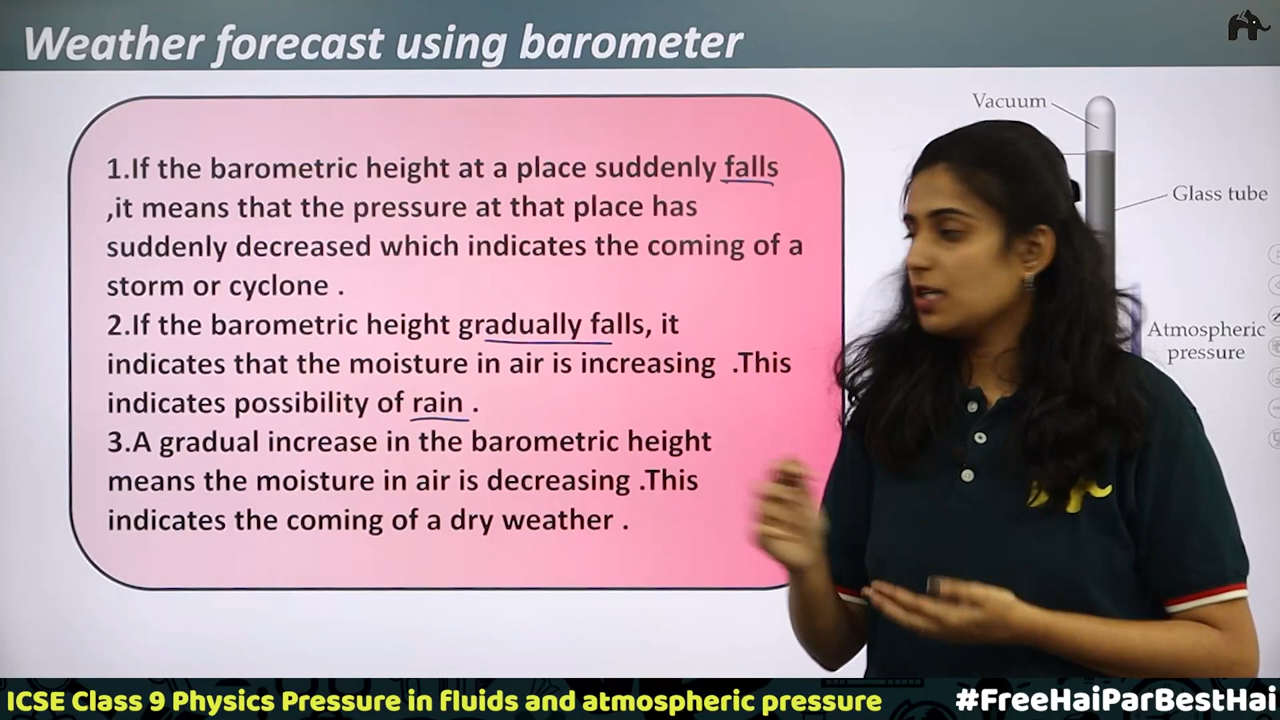 Weather forecast using barometer
1.If the barometric height at a place suddenly falls
,it means that the pressure at that place has
suddenly decreased which indicates the coming of a
storm or cyclone .
2.If the barometric height gradually falls, it
indicates that the moisture in air is increasing .This
indicates possibility of rain .
3.A gradual increase in the barometric height
means the moisture in air is decreasing .This
indicates the coming of a dry weather .
Vacuum
Glass tube
Atmospheric
pressure
ICSE Class 9 Physics Pressure in fluids and atmospheric pressure
#FreeHaiParBestHai